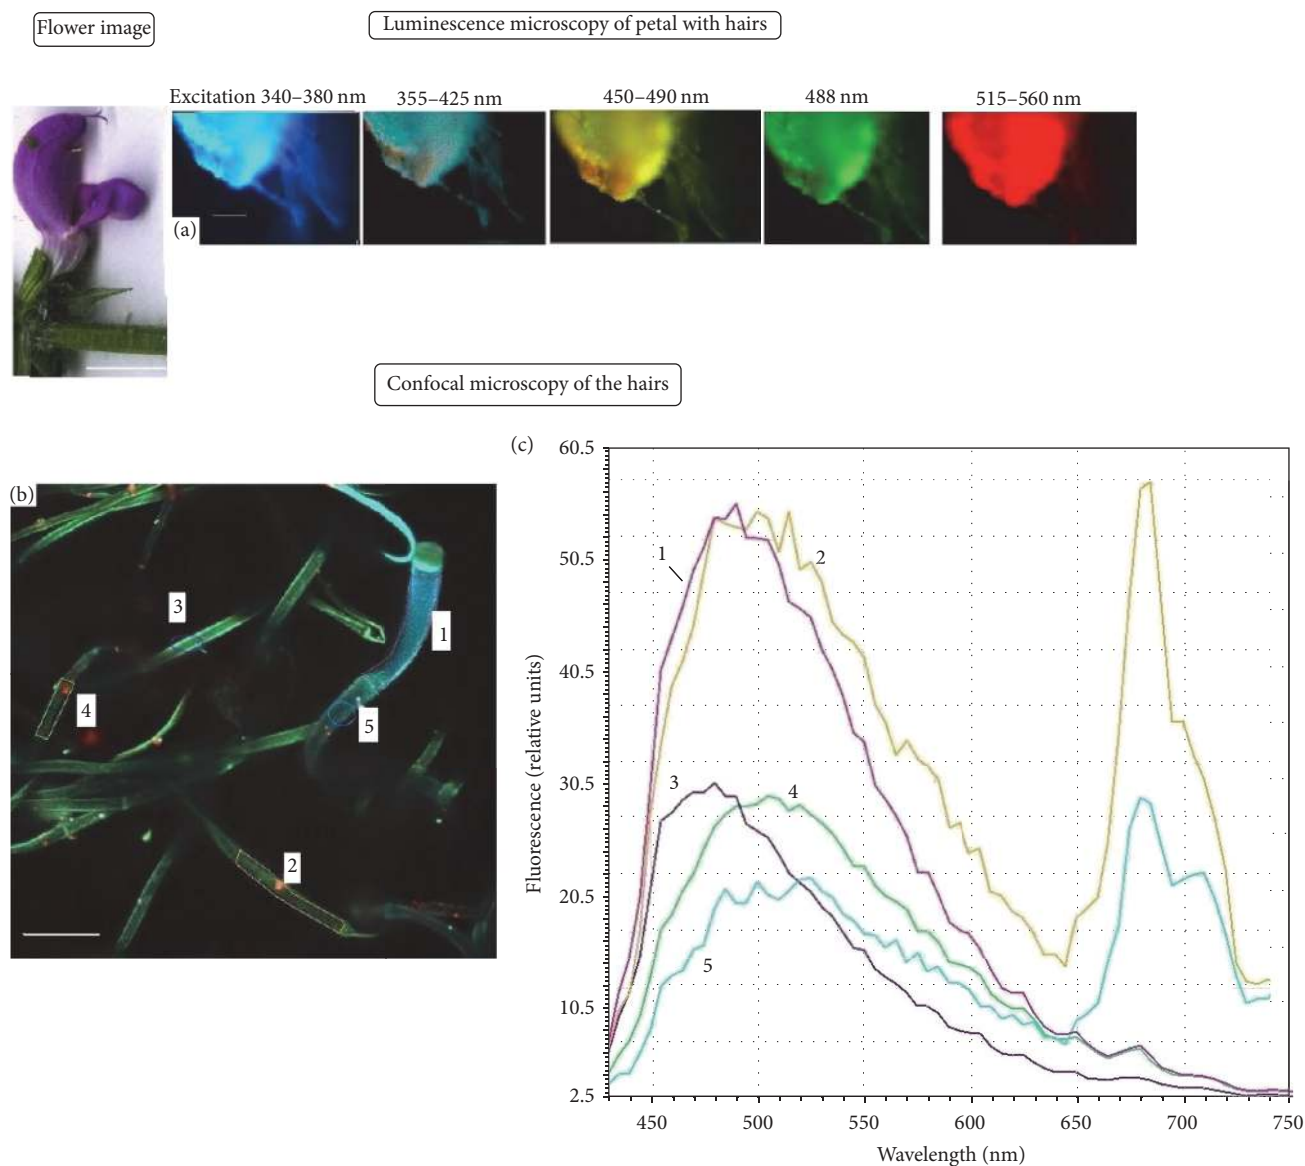 Flower image
Luminescence microscopy of petal with hairs
Excitation 340–380 nm
355–425 nm
450–490 nm
488 nm
515–560 nm
(a)
Confocal microscopy of the hairs
(b)
3
1
4
5
2
(c)
60.5
50.5
40.5
30.5
20.5
10.5
2.5
Fluorescence (relative units)
1
2
3
4
5
450
500
550
600
650
700
750
Wavelength (nm)